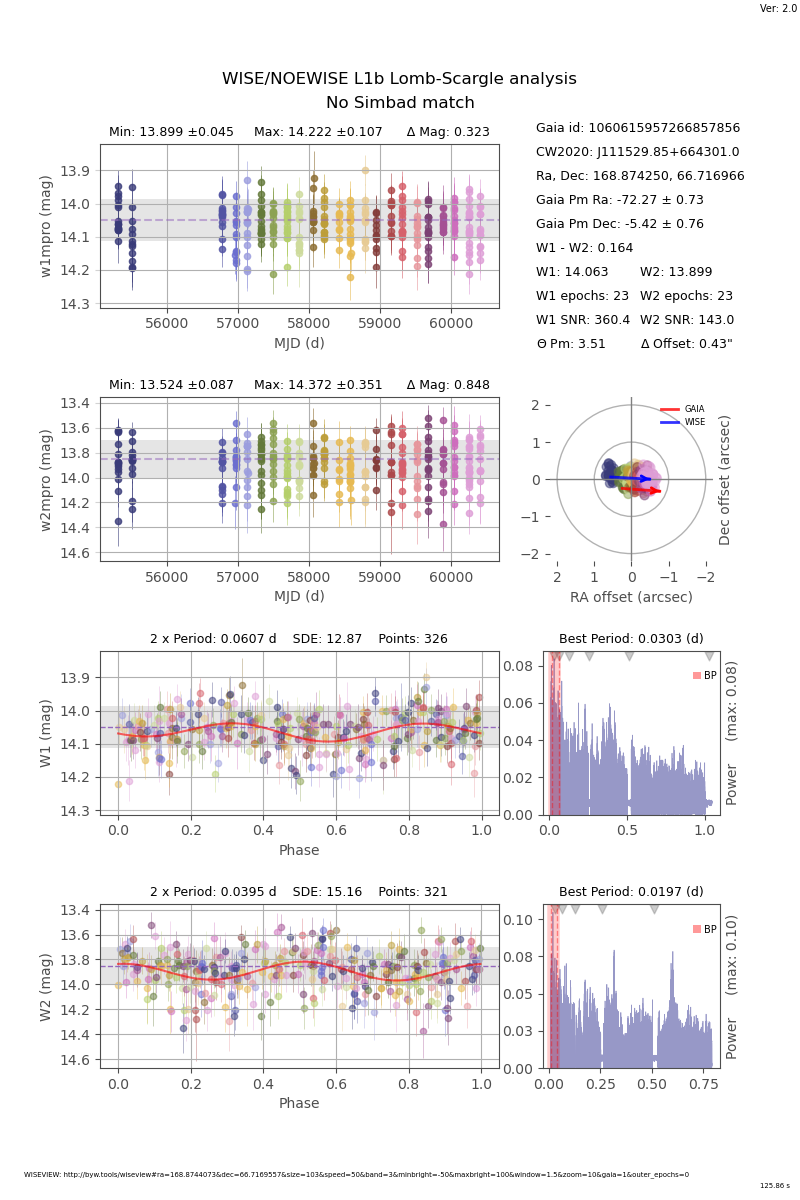 Ver: 2.0
WISE/NOEWISE L1b Lomb-Scargle analysis
No Simbad match
Min: 13.899 ±0.045 Max: 14.222 ±0.107 Δ Mag: 0.323
w1mpro (mag)
13.9
14.0
14.1
14.2
14.3
56000 57000 58000 59000 60000
MJD (d)
Gaia id: 1060615957266857856
CW2020: J111529.85+664301.0
Ra, Dec: 168.874250, 66.716966
Gaia Pm Ra: -72.27 ± 0.73
Gaia Pm Dec: -5.42 ± 0.76
W1 - W2: 0.164
W1: 14.063 W2: 13.899
W1 epochs: 23 W2 epochs: 23
W1 SNR: 360.4 W2 SNR: 143.0
Θ Pm: 3.51 Δ Offset: 0.43"
Min: 13.524 ±0.087 Max: 14.372 ±0.351 Δ Mag: 0.848
w2mpro (mag)
13.4
13.6
13.8
14.0
14.2
14.4
14.6
56000 57000 58000 59000 60000
MJD (d)
GAIA
WISE
2
1
0
−1
−2
2 1 0 −1 −2
RA offset (arcsec)
Dec offset (arcsec)
2 x Period: 0.0607 d SDE: 12.87 Points: 326
W1 (mag)
13.9
14.0
14.1
14.2
14.3
0.0 0.2 0.4 0.6 0.8 1.0
Phase
Best Period: 0.0303 (d)
BP
0.08
0.06
0.04
0.02
0.00
0.0 0.5 1.0
Power (max: 0.08)
2 x Period: 0.0395 d SDE: 15.16 Points: 321
W2 (mag)
13.4
13.6
13.8
14.0
14.2
14.4
14.6
0.0 0.2 0.4 0.6 0.8 1.0
Phase
Best Period: 0.0197 (d)
BP
0.10
0.08
0.05
0.03
0.00
0.00 0.25 0.50 0.75
Power (max: 0.10)
WISEVIEW: http://byw.tools/wiseview#ra=168.8744073&dec=66.7169557&size=103&speed=50&band=3&minbright=-50&maxbright=100&window=1.5&zoom=10&gaia=1&outer_epochs=0
125.86 s